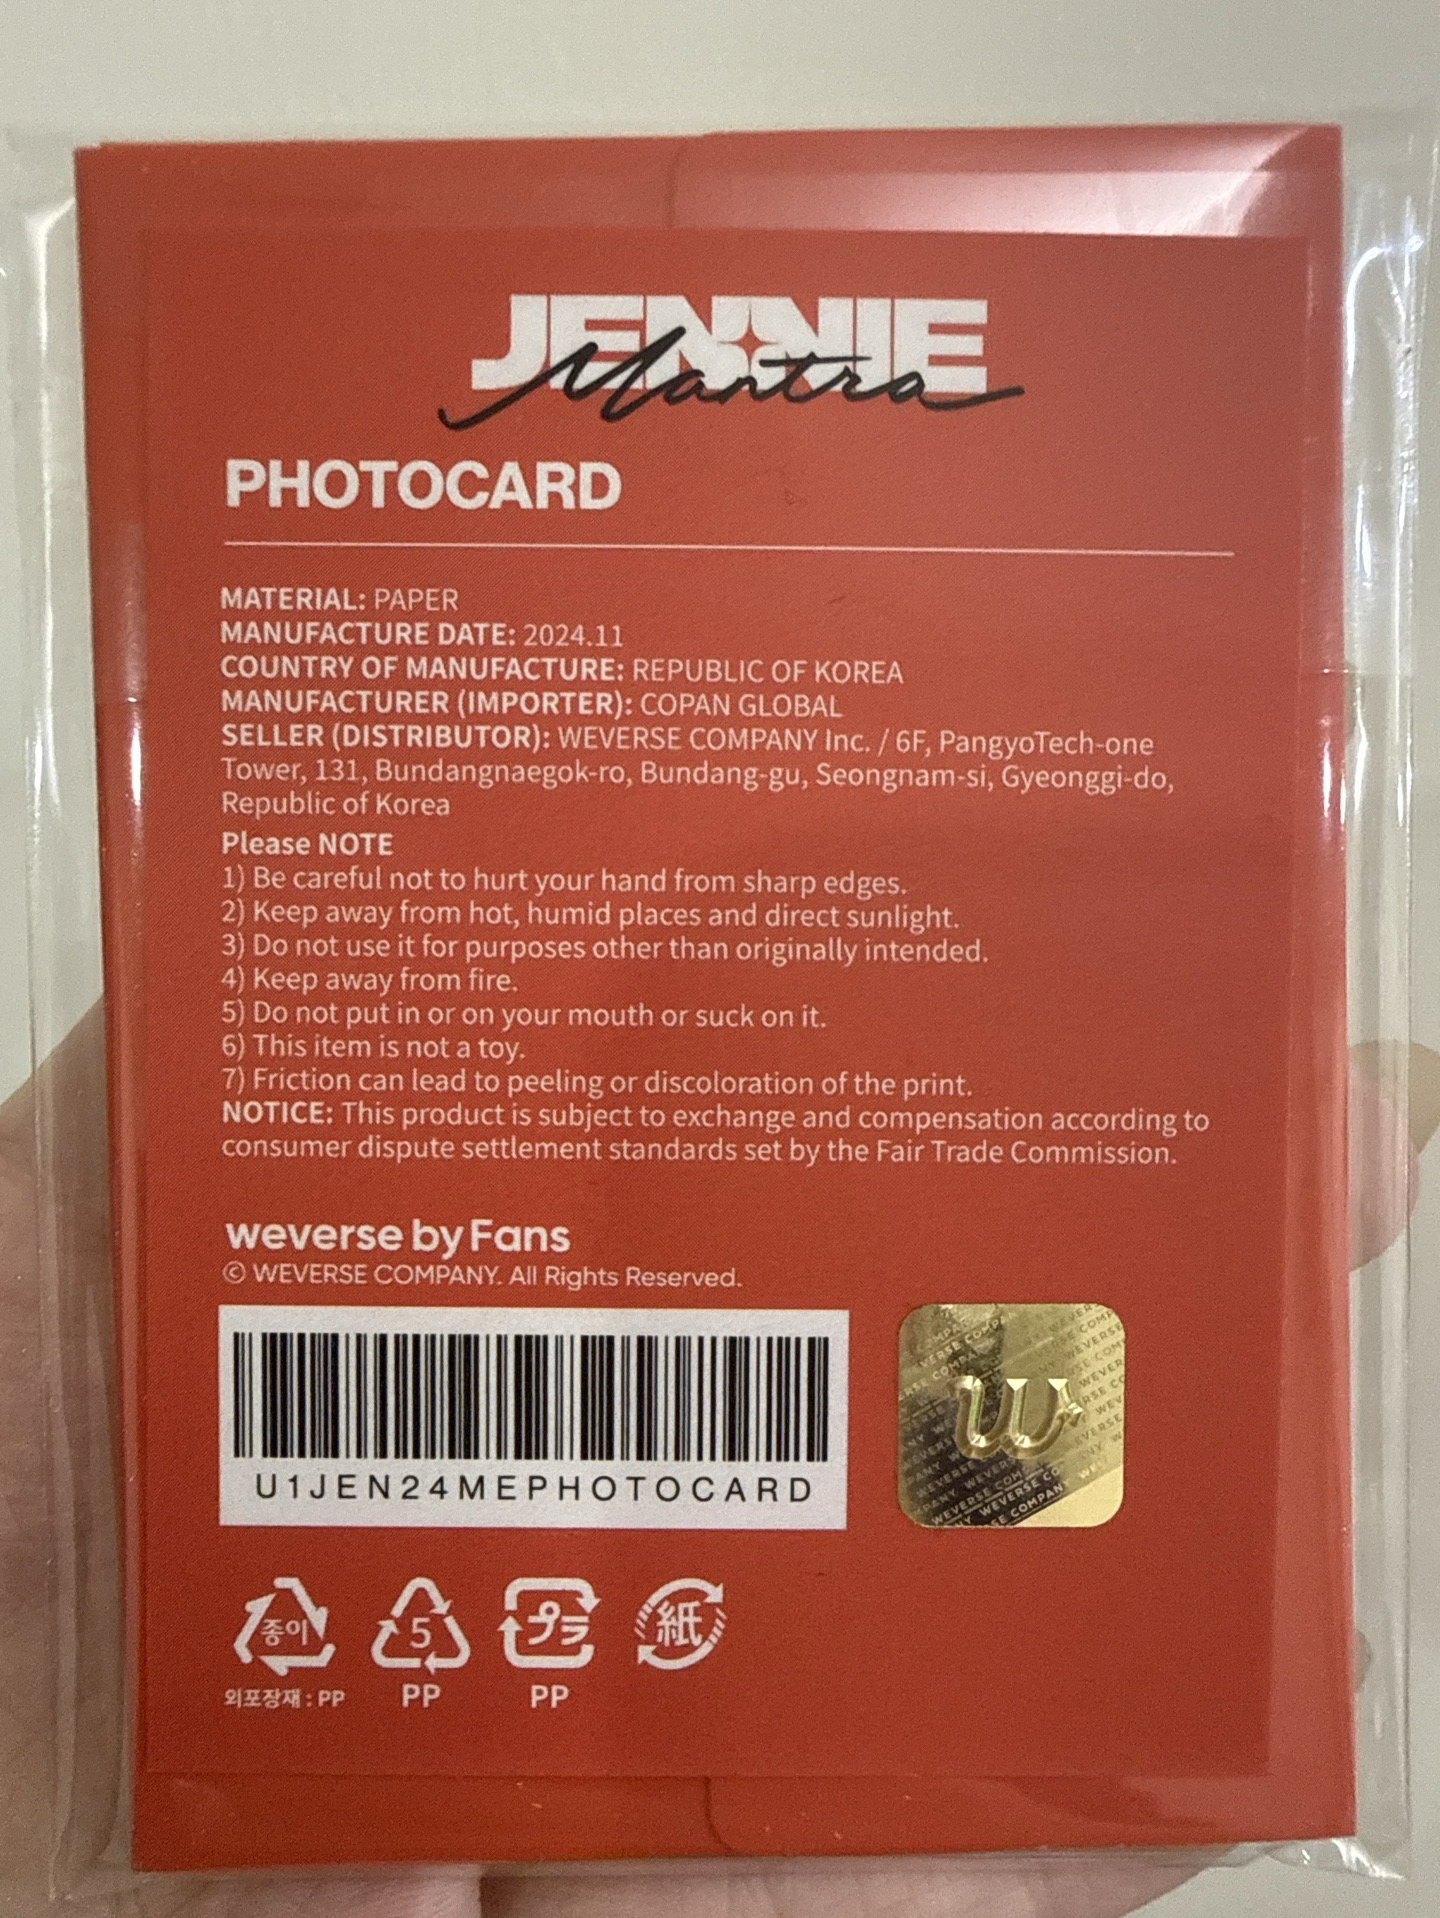 JENNIE
Mantra
PHOTOCARD
MATERIAL: PAPER
MANUFACTURE DATE: 2024.11
COUNTRY OF MANUFACTURE: REPUBLIC OF KOREA
MANUFACTURER (IMPORTER): COPAN GLOBAL
SELLER (DISTRIBUTOR): WEVERSE COMPANY Inc. / 6F, PangyoTech-one
Tower, 131, Bundangnaegok-ro, Bundang-gu, Seongnam-si, Gyeonggi-do,
Republic of Korea
Please NOTE
1) Be careful not to hurt your hand from sharp edges.
2) Keep away from hot, humid places and direct sunlight.
3) Do not use it for purposes other than originally intended.
4) Keep away from fire.
5) Do not put in or on your mouth or suck on it.
6) This item is not a toy.
7) Friction can lead to peeling or discoloration of the print.
NOTICE: This product is subject to exchange and compensation according to
consumer dispute settlement standards set by the Fair Trade Commission.
weverse by Fans
© WEVERSE COMPANY. All Rights Reserved.
U1JEN24MEPHOTOCARD
W
WEVERSE COMPANY
종이 5 プラ 紙
외포장재 : PP PP PP